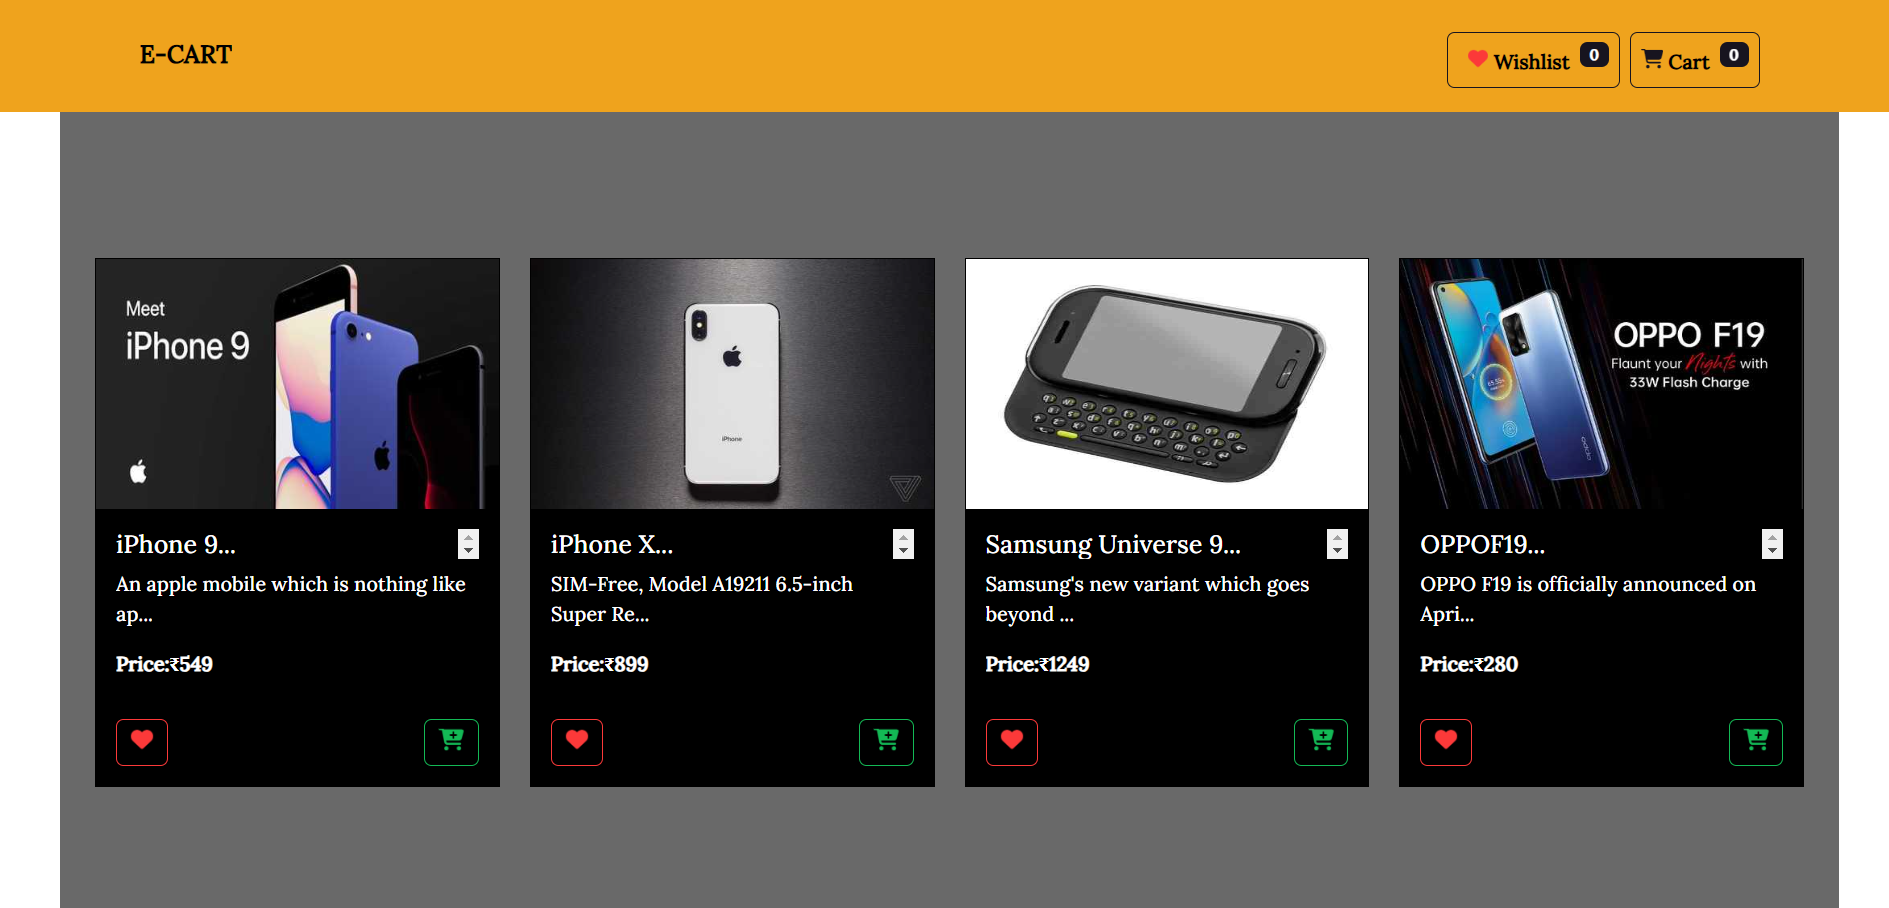 E-CART
Wishlist 0
Cart 0
Meet
iPhone 9
iPhone
OPPO F19
Flaunt your Nights with
33W Flash Charge
oppo
iPhone 9...
An apple mobile which is nothing like
ap...
Price:₹549
iPhone X...
SIM-Free, Model A19211 6.5-inch
Super Re...
Price:₹899
Samsung Universe 9...
Samsung's new variant which goes
beyond ...
Price:₹1249
OPPOF19...
OPPO F19 is officially announced on
Apri...
Price:₹280